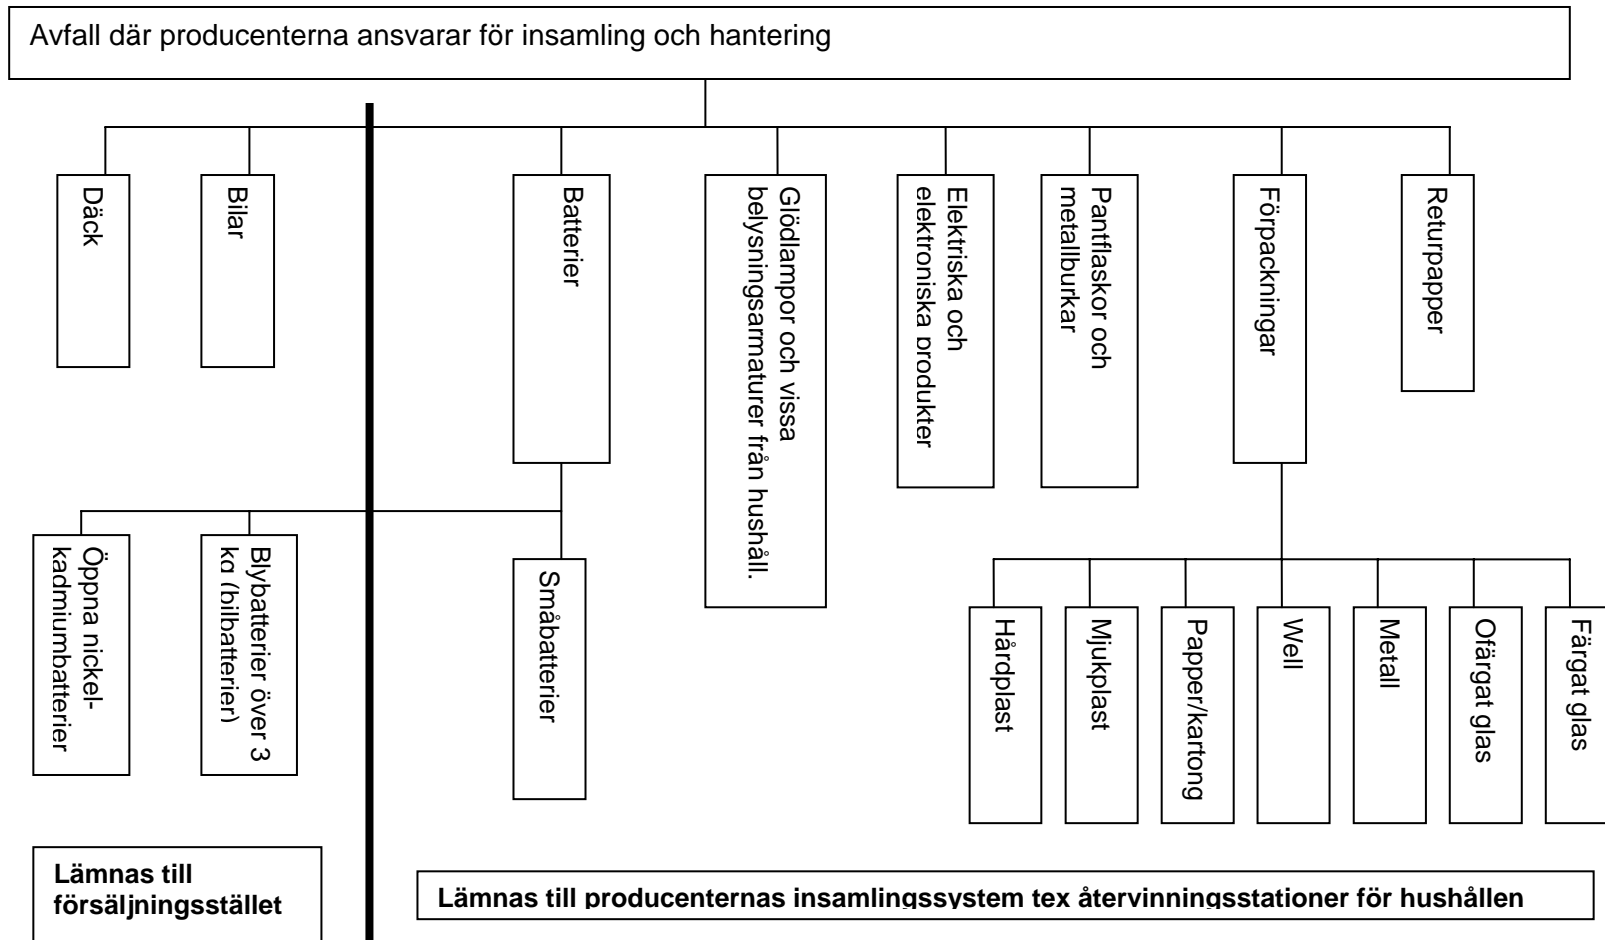 Avfall där producenterna ansvarar för insamling och hantering
Däck
Bilar
Batterier
Glödlampor och vissa
belysningsarmaturer från hushåll.
Elektriska och
elektroniska produkter
Pantflaskor och
metallburkar
Förpackningar
Returpapper
Öppna nickel-
kadmiumbatterier
Blybatterier över 3
kg (bilbatterier)
Småbatterier
Hårdplast
Mjukplast
Papper/kartong
Well
Metall
Ofärgat glas
Färgat glas
Lämnas till
försäljningsstället
Lämnas till producenternas insamlingssystem tex återvinningsstationer för hushållen